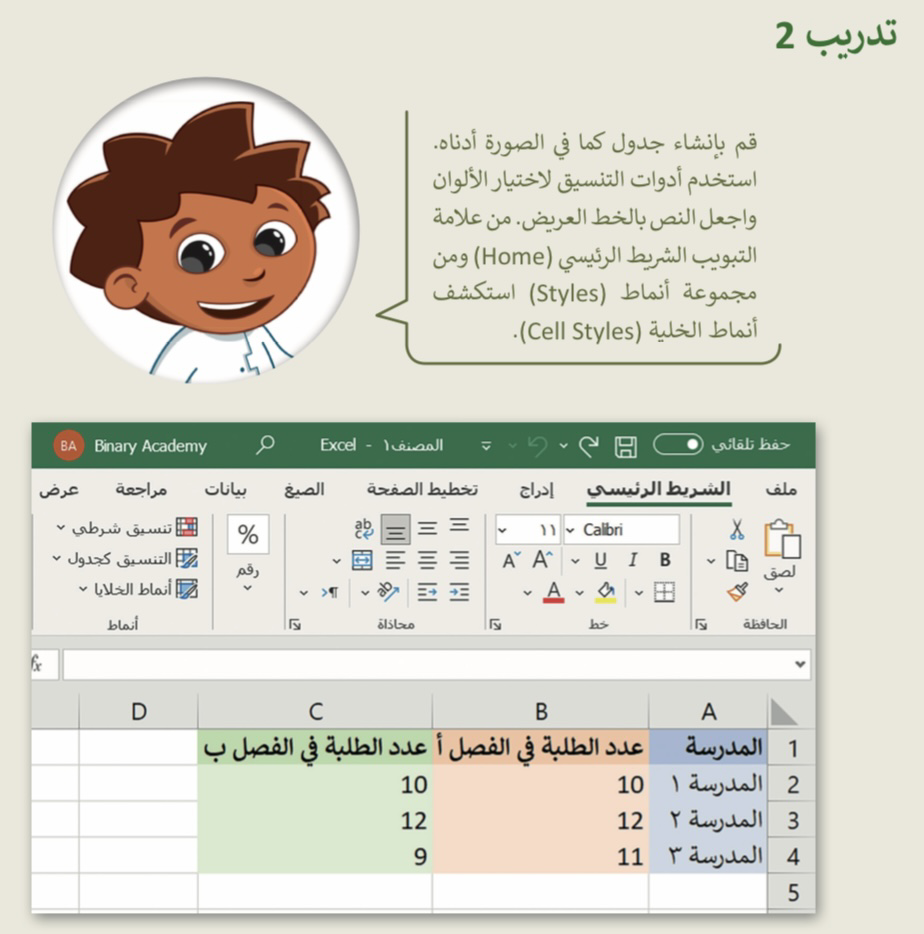 تدريب 2
قم بإنشاء جدول كما في الصورة أدناه.
استخدم أدوات التنسيق لاختيار الألوان
واجعل النص بالخط العريض. من علامة
التبويب الشريط الرئيسي (Home) ومن
مجموعة أنماط (Styles) استكشف
أنماط الخلية (Cell Styles).
حفظ تلقائي المصنف١ - Excel Binary Academy BA
ملف الشريط الرئيسي إدراج تخطيط الصفحة الصيغ بيانات مراجعة عرض
Calibri ١١ ab % تنسيق شرطي
لصق B I U A A رقم التنسيق كجدول
A ab أنماط الخلايا
الحافظة خط محاذاة أنماط
fx
A B C D
1 المدرسة عدد الطلبة في الفصل أ عدد الطلبة في الفصل ب
2 المدرسة ١ 10 10
3 المدرسة ٢ 12 12
4 المدرسة ٣ 11 9
5